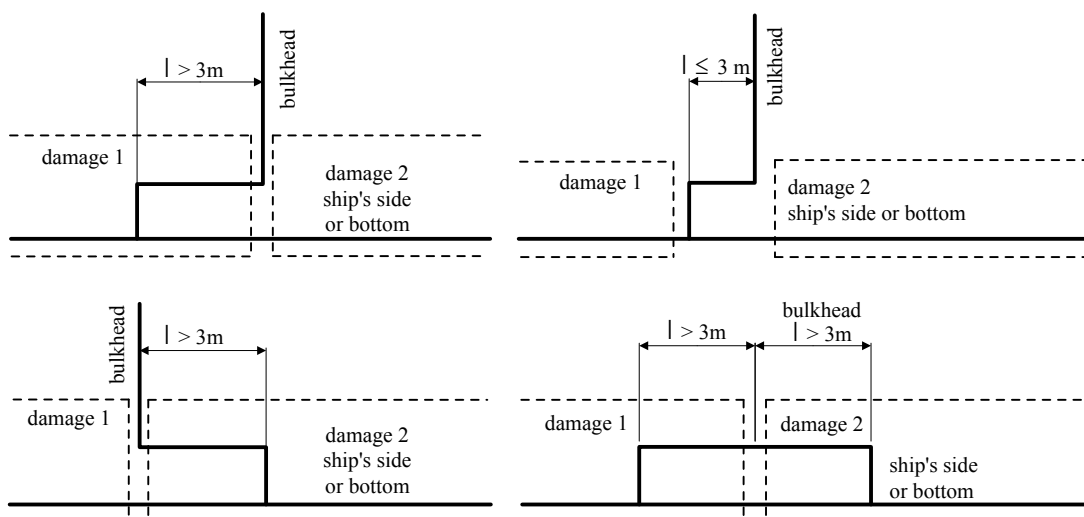 l > 3m
bulkhead
damage 1
damage 2
ship's side
or bottom
l ≤ 3 m
bulkhead
damage 1
damage 2
ship's side or bottom
bulkhead
l > 3m
damage 1
damage 2
ship's side
or bottom
bulkhead
l > 3m
l > 3m
damage 1
damage 2
ship's side
or bottom